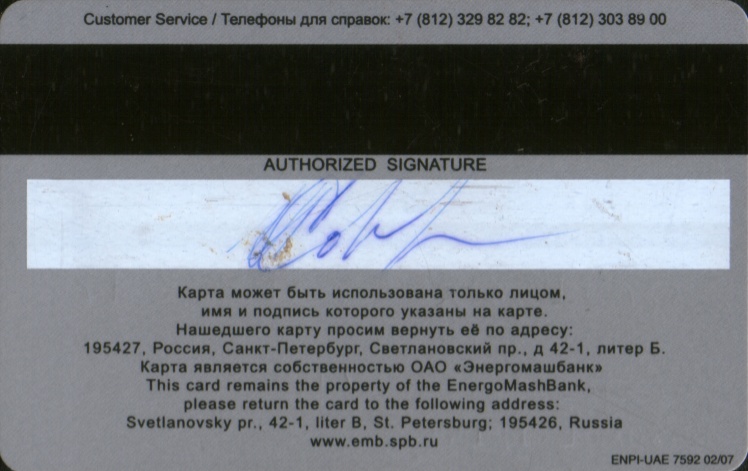 Customer Service / Телефоны для справок: +7 (812) 329 82 82; +7 (812) 303 89 00
AUTHORIZED SIGNATURE
Карта может быть использована только лицом,
имя и подпись которого указаны на карте.
Нашедшего карту просим вернуть её по адресу:
195427, Россия, Санкт-Петербург, Светлановский пр., д 42-1, литер Б.
Карта является собственностью ОАО «Энергомашбанк»
This card remains the property of the EnergoMashBank,
please return the card to the following address:
Svetlanovsky pr., 42-1, liter B, St. Petersburg; 195426, Russia
www.emb.spb.ru
ENPI-UAE 7592 02/07